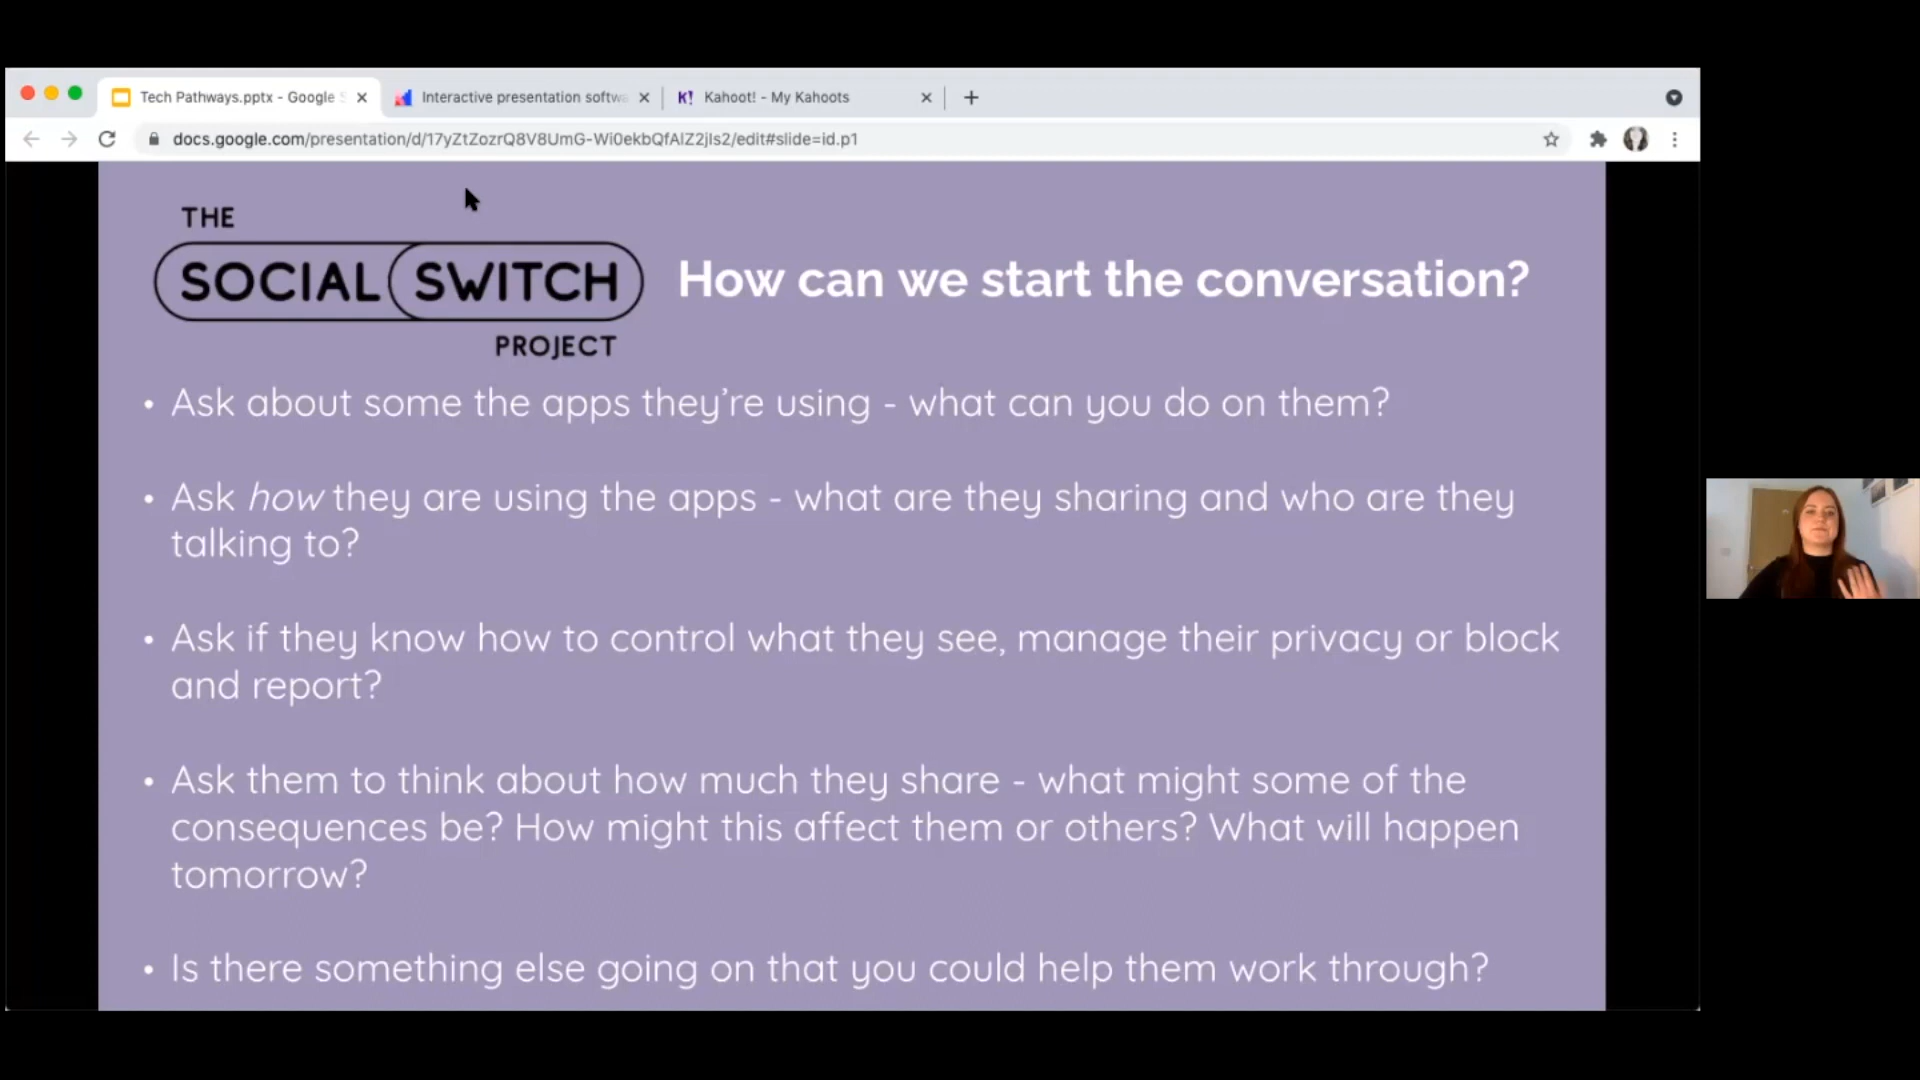 Tech Pathways.pptx - Google S
Interactive presentation softwa
K! Kahoot! - My Kahoots
docs.google.com/presentation/d/17yZtZozrQ8V8UmG-Wi0ekbQfAlZ2jIs2/edit#slide=id.p1
THE
SOCIAL SWITCH
PROJECT
How can we start the conversation?
• Ask about some the apps they're using - what can you do on them?
• Ask how they are using the apps - what are they sharing and who are they
talking to?
• Ask if they know how to control what they see, manage their privacy or block
and report?
• Ask them to think about how much they share - what might some of the
consequences be? How might this affect them or others? What will happen
tomorrow?
• Is there something else going on that you could help them work through?